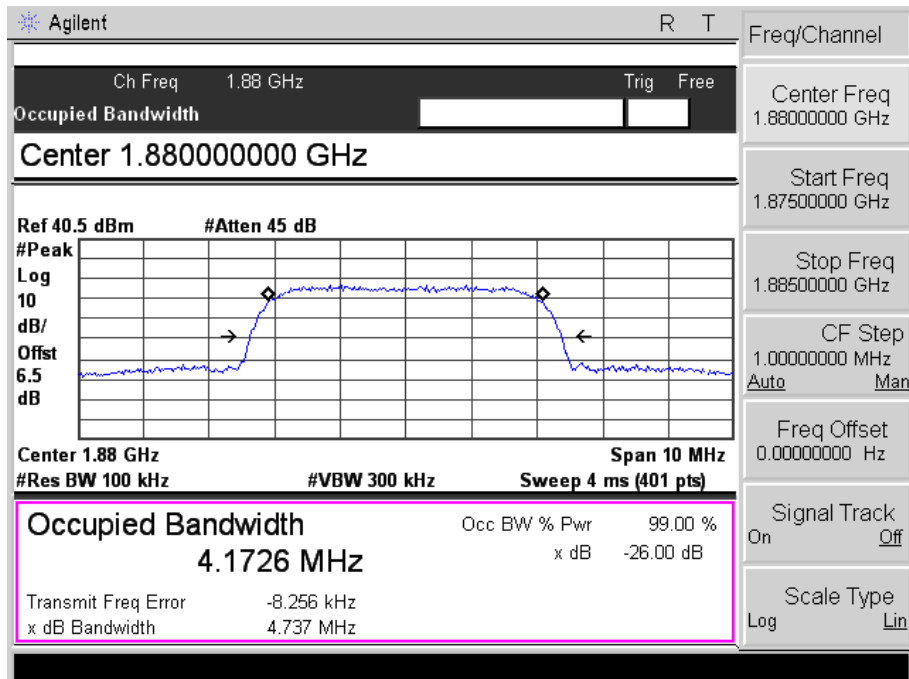 Agilent
R T
Ch Freq 1.88 GHz Trig Free
Occupied Bandwidth
Center 1.880000000 GHz
Ref 40.5 dBm #Atten 45 dB
#Peak
Log
10
dB/
Offst
6.5
dB
Center 1.88 GHz Span 10 MHz
#Res BW 100 kHz #VBW 300 kHz Sweep 4 ms (401 pts)
Occupied Bandwidth
4.1726 MHz
Occ BW % Pwr 99.00 %
x dB -26.00 dB
Transmit Freq Error -8.256 kHz
x dB Bandwidth 4.737 MHz
Freq/Channel
Center Freq
1.88000000 GHz
Start Freq
1.87500000 GHz
Stop Freq
1.88500000 GHz
CF Step
1.00000000 MHz
Auto Man
Freq Offset
0.00000000 Hz
Signal Track
On Off
Scale Type
Log Lin